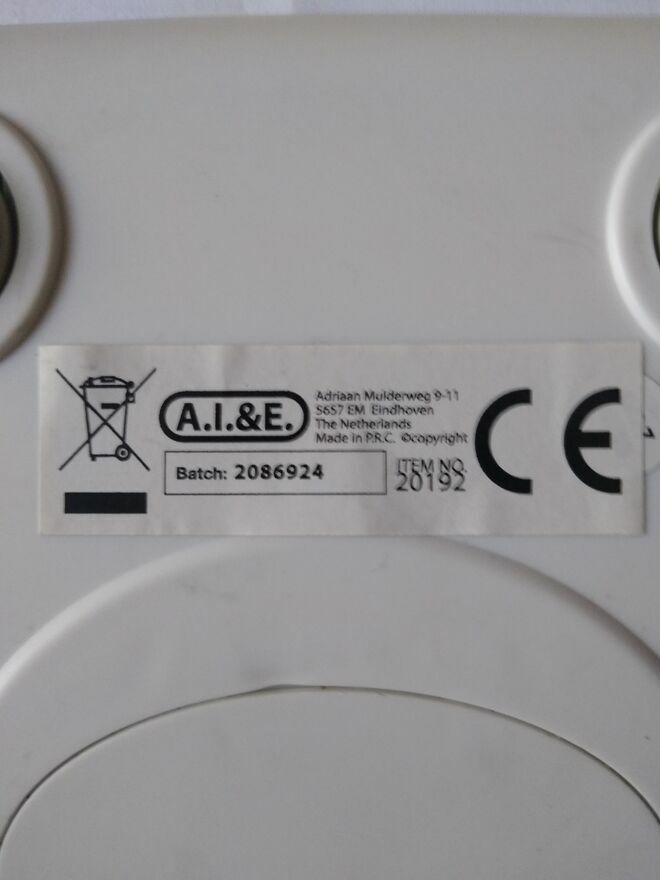 A.I.&E.
Adriaan Mulderweg 9-11
5657 EM Eindhoven
The Netherlands
Made in P.R.C. ©copyright
Batch: 2086924
ITEM NO.
20192
CE